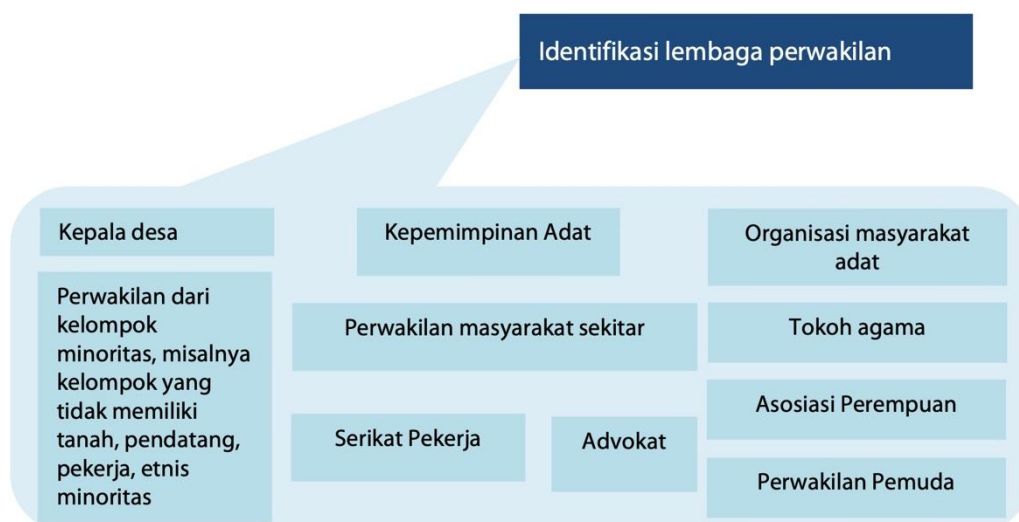 Identifikasi lembaga perwakilan
Kepala desa
Perwakilan dari
kelompok
minoritas, misalnya
kelompok yang
tidak memiliki
tanah, pendatang,
pekerja, etnis
minoritas
Kepemimpinan Adat
Perwakilan masyarakat sekitar
Serikat Pekerja
Advokat
Organisasi masyarakat
adat
Tokoh agama
Asosiasi Perempuan
Perwakilan Pemuda